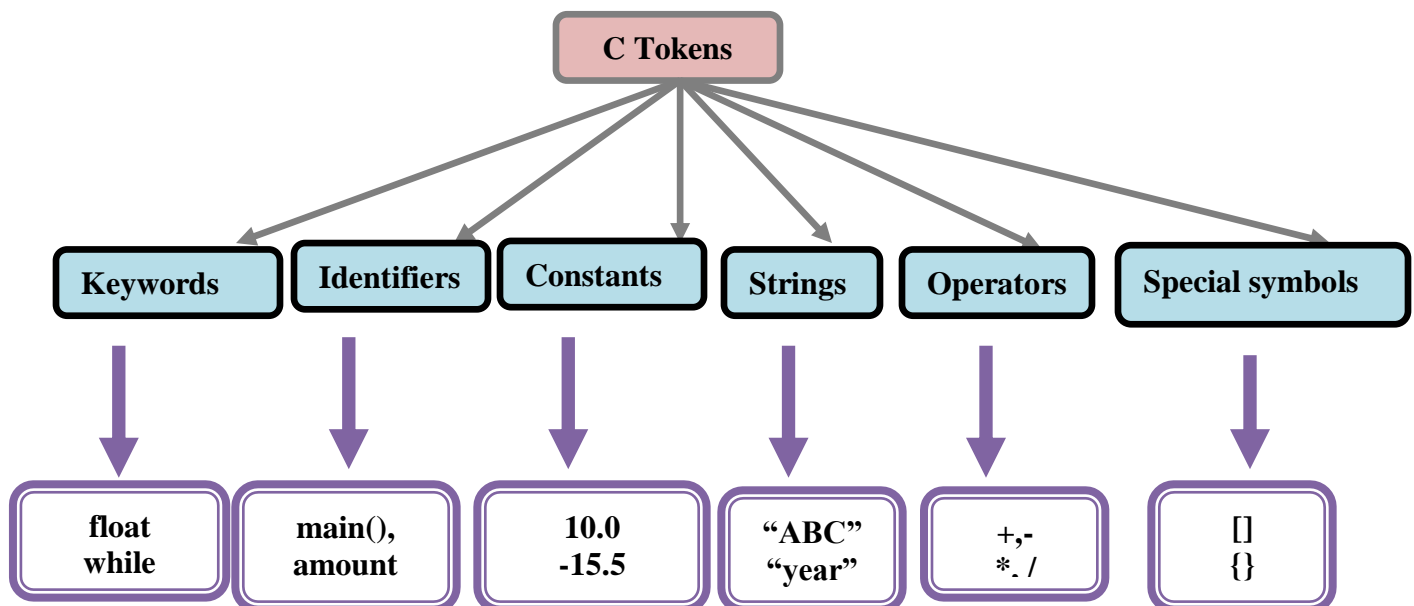 C Tokens
Keywords
Identifiers
Constants
Strings
Operators
Special symbols
float
while
main(),
amount
10.0
-15.5
“ABC”
“year”
+,-
*, /
[]
{}